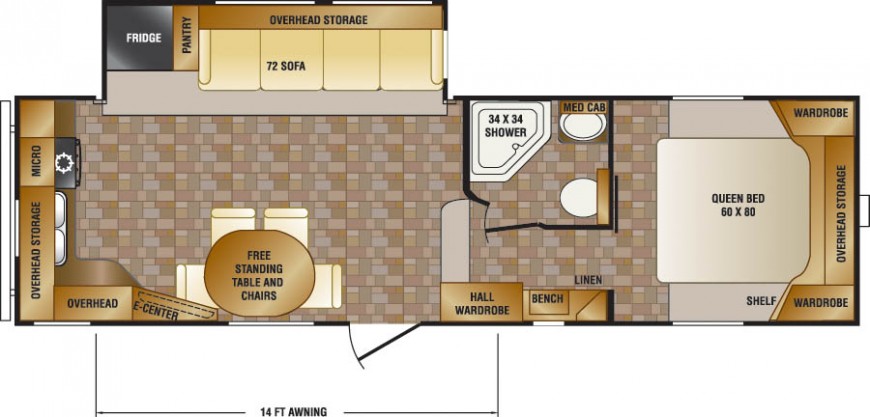 FRIDGE
PANTRY
OVERHEAD STORAGE
72 SOFA
MICRO
OVERHEAD STORAGE
OVERHEAD
E-CENTER
FREE
STANDING
TABLE AND
CHAIRS
34 X 34
SHOWER
MED CAB
HALL
WARDROBE
BENCH
LINEN
QUEEN BED
60 X 80
WARDROBE
OVERHEAD STORAGE
SHELF
WARDROBE
14 FT AWNING